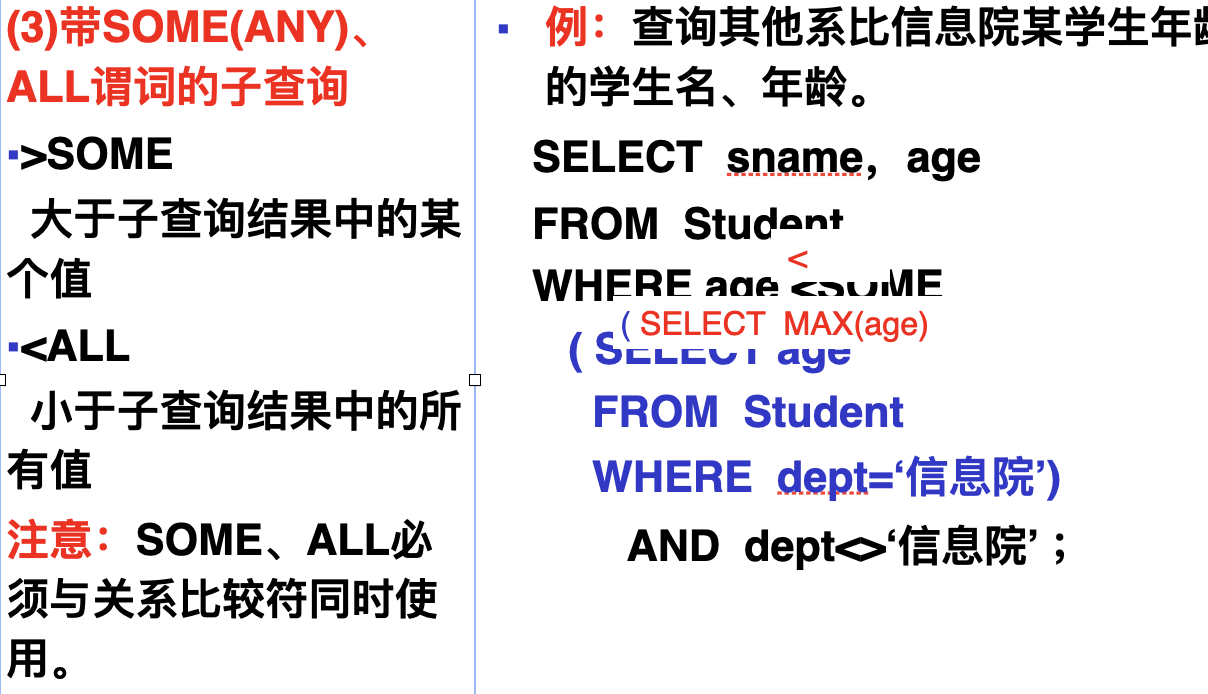 (3)带SOME(ANY)、
ALL谓词的子查询
▪>SOME
大于子查询结果中的某
个值
▪<ALL
小于子查询结果中的所
有值
注意：SOME、ALL必
须与关系比较符同时使
用。
▪ 例：查询其他系比信息院某学生年龄
的学生名、年龄。
SELECT sname，age
FROM Student
<
WHERE age <SOME
( SELECT MAX(age)
( SELECT age
FROM Student
WHERE dept=‘信息院’)
AND dept<>‘信息院’；